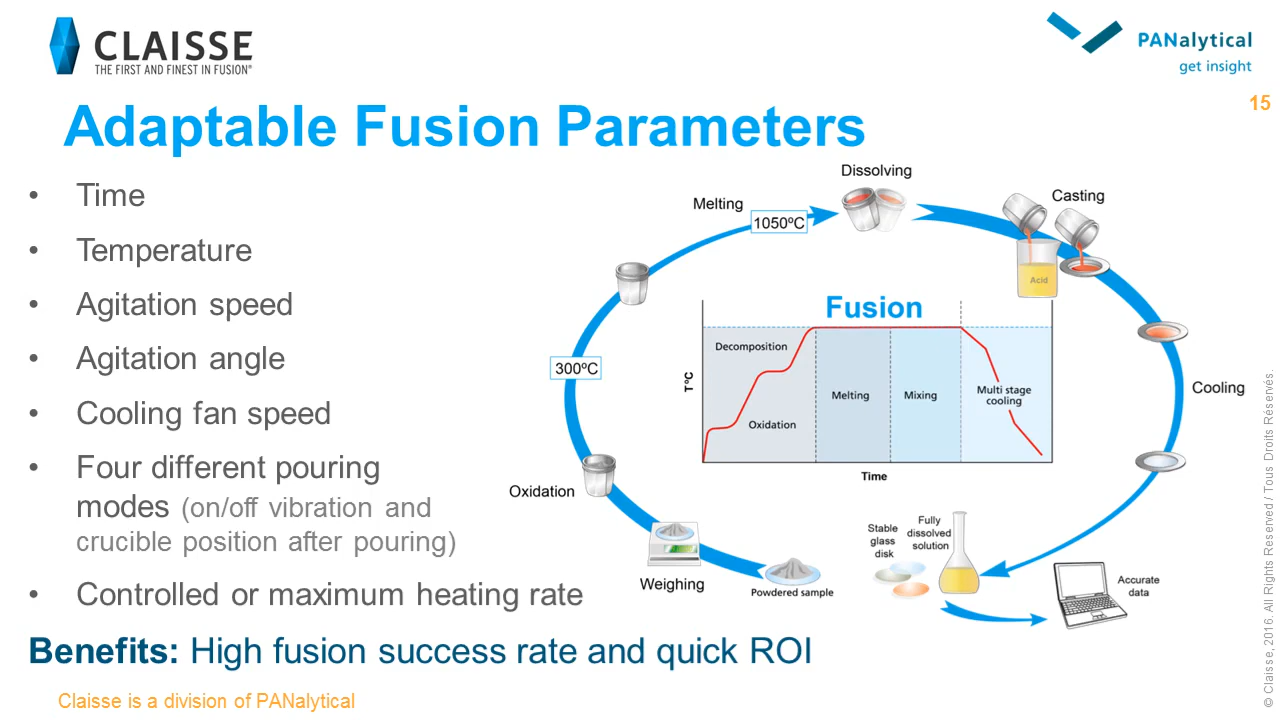 CLAISSE
THE FIRST AND FINEST IN FUSION®
PANalytical
get insight
15
Adaptable Fusion Parameters
• Time
• Temperature
• Agitation speed
• Agitation angle
• Cooling fan speed
• Four different pouring
modes (on/off vibration and
crucible position after pouring)
• Controlled or maximum heating rate
Benefits: High fusion success rate and quick ROI
Claisse is a division of PANalytical
Dissolving
Melting
1050ºC
Casting
Acid
300ºC
Cooling
Oxidation
Weighing
Powdered sample
Fusion
Decomposition
Oxidation
Melting
Mixing
Multi stage
cooling
TºC
Time
Stable
glass
disk
Fully
dissolved
solution
Accurate
data
© Claisse, 2016. All Rights Reserved / Tous Droits Réservés.